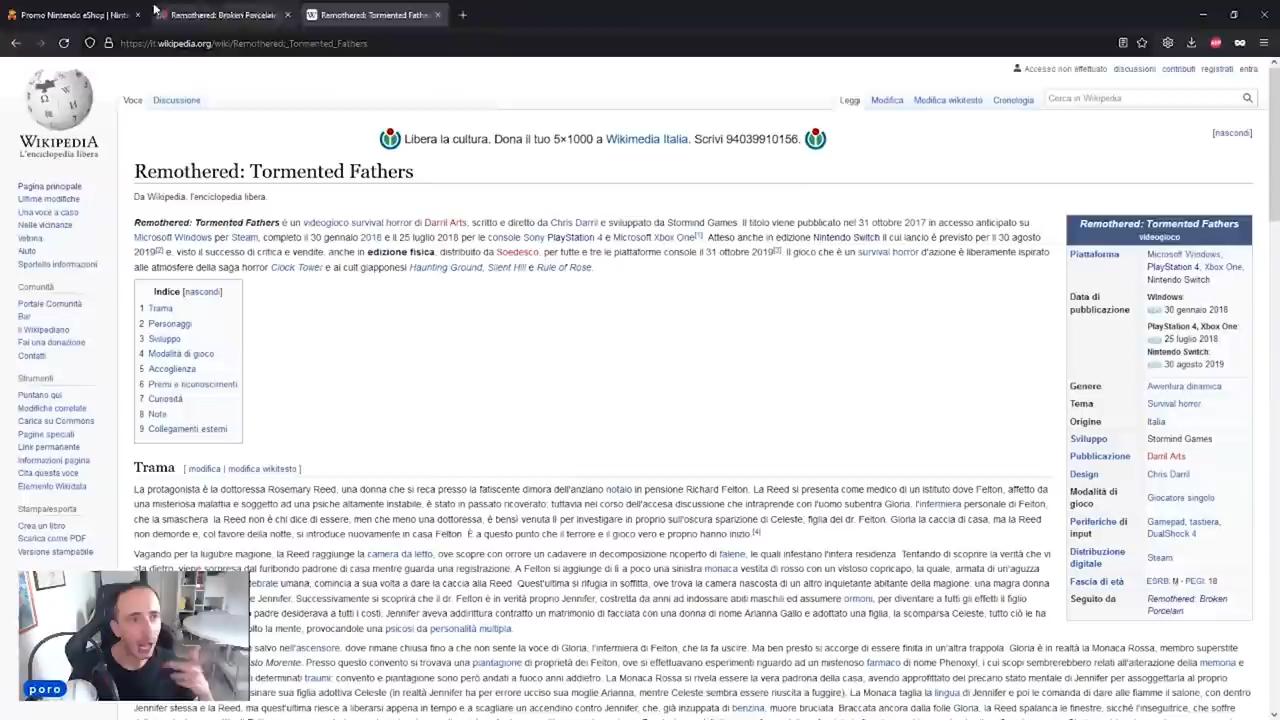 Promo Nintendo eShop | Nint
Remothered: Broken Porcelain
Remothered: Tormented Fathe
https://it.wikipedia.org/wiki/Remothered:_Tormented_Fathers
Accesso non effettuato discussioni contributi registrati entra
Voce Discussione
Leggi Modifica Modifica wikitesto Cronologia
Cerca in Wikipedia
WIKIPEDIA
L'enciclopedia libera
Libera la cultura. Dona il tuo 5×1000 a Wikimedia Italia. Scrivi 94039910156.
[nascondi]
Remothered: Tormented Fathers
Da Wikipedia, l'enciclopedia libera.
Remothered: Tormented Fathers è un videogioco survival horror di Darril Arts, scritto e diretto da Chris Darril e sviluppato da Stormind Games. Il titolo viene pubblicato nel 31 ottobre 2017 in accesso anticipato su
Microsoft Windows per Steam, completo il 30 gennaio 2018 e il 25 luglio 2018 per le console Sony PlayStation 4 e Microsoft Xbox One[1]. Atteso anche in edizione Nintendo Switch il cui lancio è previsto per il 30 agosto
2019[2] e, visto il successo di critica e vendite, anche in edizione fisica, distribuito da Soedesco, per tutte e tre le piattaforme console il 31 ottobre 2019[3]. Il gioco che è un survival horror d'azione è liberamente ispirato
alle atmosfere della saga horror Clock Tower e ai cult giapponesi Haunting Ground, Silent Hill e Rule of Rose.
Indice [nascondi]
1 Trama
2 Personaggi
3 Sviluppo
4 Modalità di gioco
5 Accoglienza
6 Premi e riconoscimenti
7 Curiosità
8 Note
9 Collegamenti esterni
Pagina principale
Ultime modifiche
Una voce a caso
Nelle vicinanze
Vetrina
Aiuto
Sportello informazioni
Comunità
Portale Comunità
Bar
Il Wikipediano
Fai una donazione
Contatti
Strumenti
Puntano qui
Modifiche correlate
Carica su Commons
Pagine speciali
Link permanente
Informazioni pagina
Cita questa voce
Elemento Wikidata
Stampa/esporta
Crea un libro
Scarica come PDF
Versione stampabile
Remothered: Tormented Fathers
videogioco
Piattaforma Microsoft Windows,
PlayStation 4, Xbox One,
Nintendo Switch
Data di pubblicazione Windows:
30 gennaio 2018
PlayStation 4, Xbox One:
25 luglio 2018
Nintendo Switch:
30 agosto 2019
Genere Avventura dinamica
Tema Survival horror
Origine Italia
Sviluppo Stormind Games
Pubblicazione Darril Arts
Design Chris Darril
Modalità di gioco Giocatore singolo
Periferiche di input Gamepad, tastiera,
DualShock 4
Distribuzione digitale Steam
Fascia di età ESRB: M · PEGI: 18
Seguito da Remothered: Broken
Porcelain
Trama [ modifica | modifica wikitesto ]
La protagonista è la dottoressa Rosemary Reed, una donna che si reca presso la fatiscente dimora dell'anziano notaio in pensione Richard Felton. La Reed si presenta come medico di un istituto dove Felton, affetto da
una misteriosa malattia e soggetto ad una psiche altamente instabile, è stato in passato ricoverato; tuttavia nel corso dell'accesa discussione che intraprende con l'uomo subentra Gloria, l'infermiera personale di Felton,
che la smaschera: la Reed non è chi dice di essere, men che meno una dottoressa, è bensì venuta lì per investigare in proprio sull'oscura sparizione di Celeste, figlia del dr. Felton. Gloria la caccia di casa, ma la Reed
non demorde e, col favore della notte, si introduce nuovamente in casa Felton. È a questo punto che il terrore e il gioco vero e proprio hanno inizio.[4]
Vagando per la lugubre magione, la Reed raggiunge la camera da letto, ove scopre con orrore un cadavere in decomposizione ricoperto di falene, le quali infestano l'intera residenza. Tentando di scoprire la verità che vi
sta dietro, viene sorpresa dal furibondo padrone di casa mentre guarda una registrazione. A Felton si aggiunge di lì a poco una sinistra monaca vestita di rosso con un vistoso copricapo, la quale, armata di un'aguzza
ebrale umana, comincia a sua volta a dare la caccia alla Reed. Quest'ultima si rifugia in soffitta, ove trova la camera nascosta di un altro inquietante abitante della magione: una magra donna
Jennifer. Successivamente si scoprirà che il dr. Felton è in verità proprio Jennifer, costretta da anni ad indossare abiti maschili ed assumere ormoni, per diventare a tutti gli effetti il figlio
padre desiderava a tutti i costi. Jennifer aveva addirittura contratto un matrimonio di facciata con una donna di nome Arianna Gallo e adottato una figlia, la scomparsa Celeste, tutto ciò le ha
olto la mente, provocandole una psicosi da personalità multipla.
salvo nell'ascensore, dove rimane chiusa fino a che non sente la voce di Gloria, l'infermiera di Felton, che la fa uscire. Ma ben presto si accorge di essere finita in un'altra trappola. Gloria è in realtà la Monaca Rossa, membro superstite
sto Morente. Presso questo convento si trovava una piantagione di proprietà dei Felton, ove si effettuavano esperimenti riguardo ad un misterioso farmaco di nome Phenoxyl, i cui scopi sembrerebbero relati all'alterazione della memoria e
determinati traumi: convento e piantagione sono però andati a fuoco anni addietro. La Monaca Rossa si rivela essere la vera padrona della casa, avendo approfittato del precario stato mentale di Jennifer per assoggettarla al proprio
sinare sua figlia adottiva Celeste (in realtà Jennifer ha per errore ucciso sua moglie Arianna, mentre Celeste sembra essere riuscita a fuggire). La Monaca taglia la lingua di Jennifer e poi le comanda di dare alle fiamme il salone, con dentro
Jennifer stessa e la Reed, ma quest'ultima riesce a liberarsi appena in tempo e a scagliare un accendino contro Jennifer, che, già inzuppata di benzina, muore bruciata. Braccata ancora dalla folle Gloria, la Reed spalanca le finestre, sicché l'inseguitrice, che soffre
poro